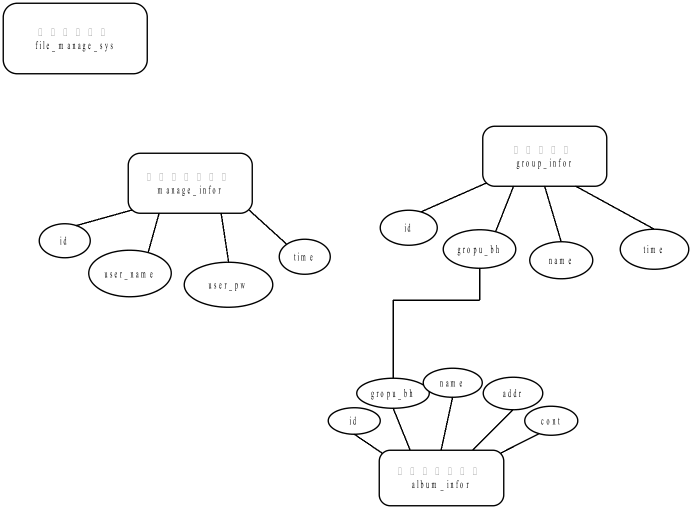 file_manage_sys
manage_infor
id
user_name
user_pw
time
group_infor
id
gropu_bh
name
time
gropu_bh
name
addr
id
cont
album_infor